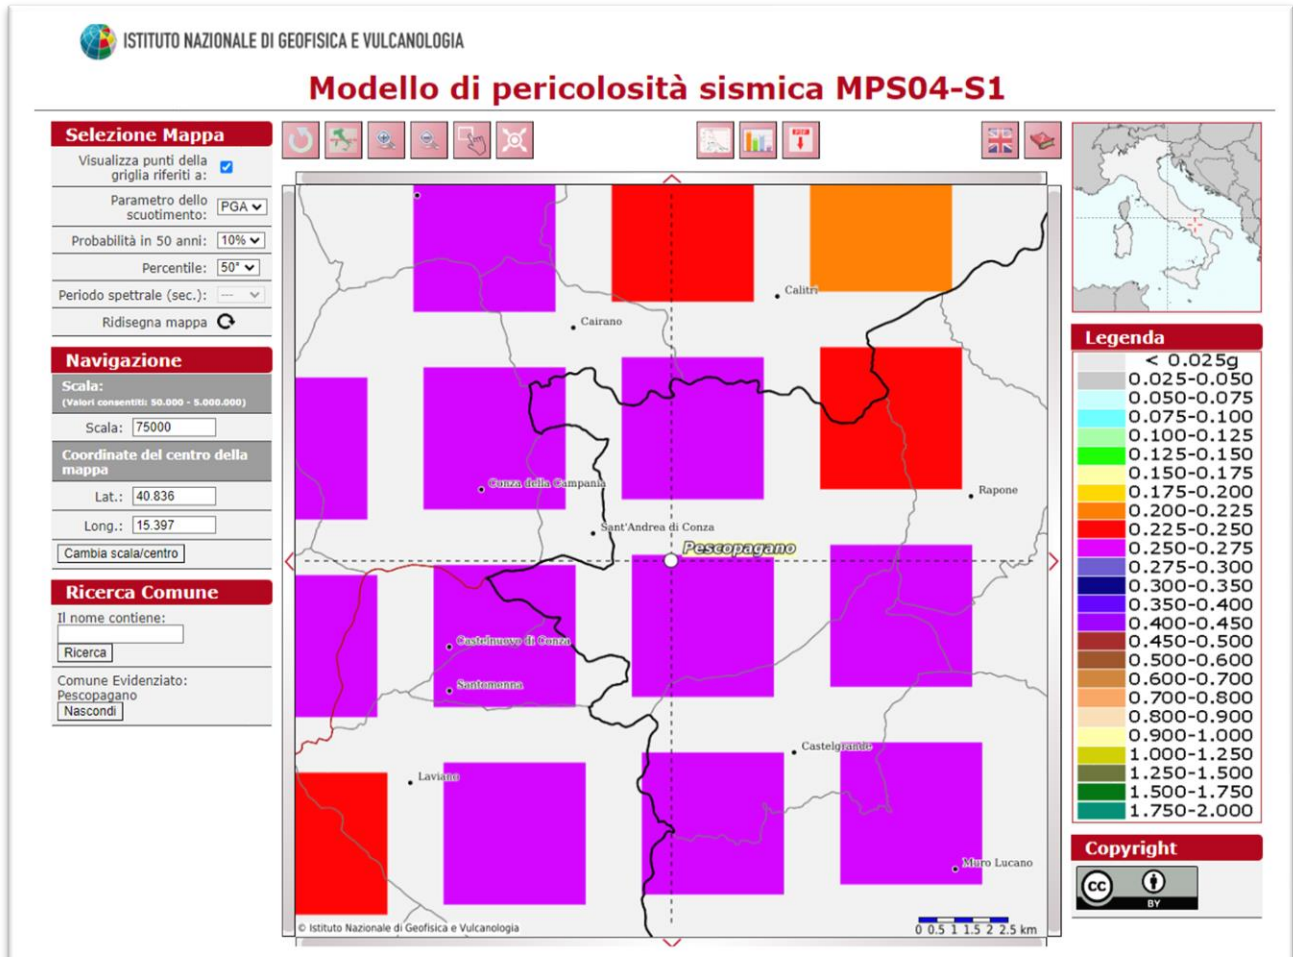 ISTITUTO NAZIONALE DI GEOFISICA E VULCANOLOGIA
Modello di pericolosità sismica MPS04-S1
Selezione Mappa
Visualizza punti della
griglia riferiti a:
Parametro dello
scuotimento: PGA
Probabilità in 50 anni: 10%
Percentile: 50°
Periodo spettrale (sec.): ---
Ridisegna mappa
Navigazione
Scala:
(Valori consentiti: 50.000 - 5.000.000)
Scala: 75000
Coordinate del centro della
mappa
Lat.: 40.836
Long.: 15.397
Cambia scala/centro
Ricerca Comune
Il nome contiene:
Ricerca
Comune Evidenziato:
Pescopagano
Nascondi
PDF
Calitri
Cairano
Conza della Campania
Rapone
Sant'Andrea di Conza
Pescopagano
Castelnuovo di Conza
Santomenna
Castelgrande
Laviano
Muro Lucano
© Istituto Nazionale di Geofisica e Vulcanologia
0 0.5 1 1.5 2 2.5 km
Legenda
< 0.025g
0.025-0.050
0.050-0.075
0.075-0.100
0.100-0.125
0.125-0.150
0.150-0.175
0.175-0.200
0.200-0.225
0.225-0.250
0.250-0.275
0.275-0.300
0.300-0.350
0.350-0.400
0.400-0.450
0.450-0.500
0.500-0.600
0.600-0.700
0.700-0.800
0.800-0.900
0.900-1.000
1.000-1.250
1.250-1.500
1.500-1.750
1.750-2.000
Copyright
CC
BY